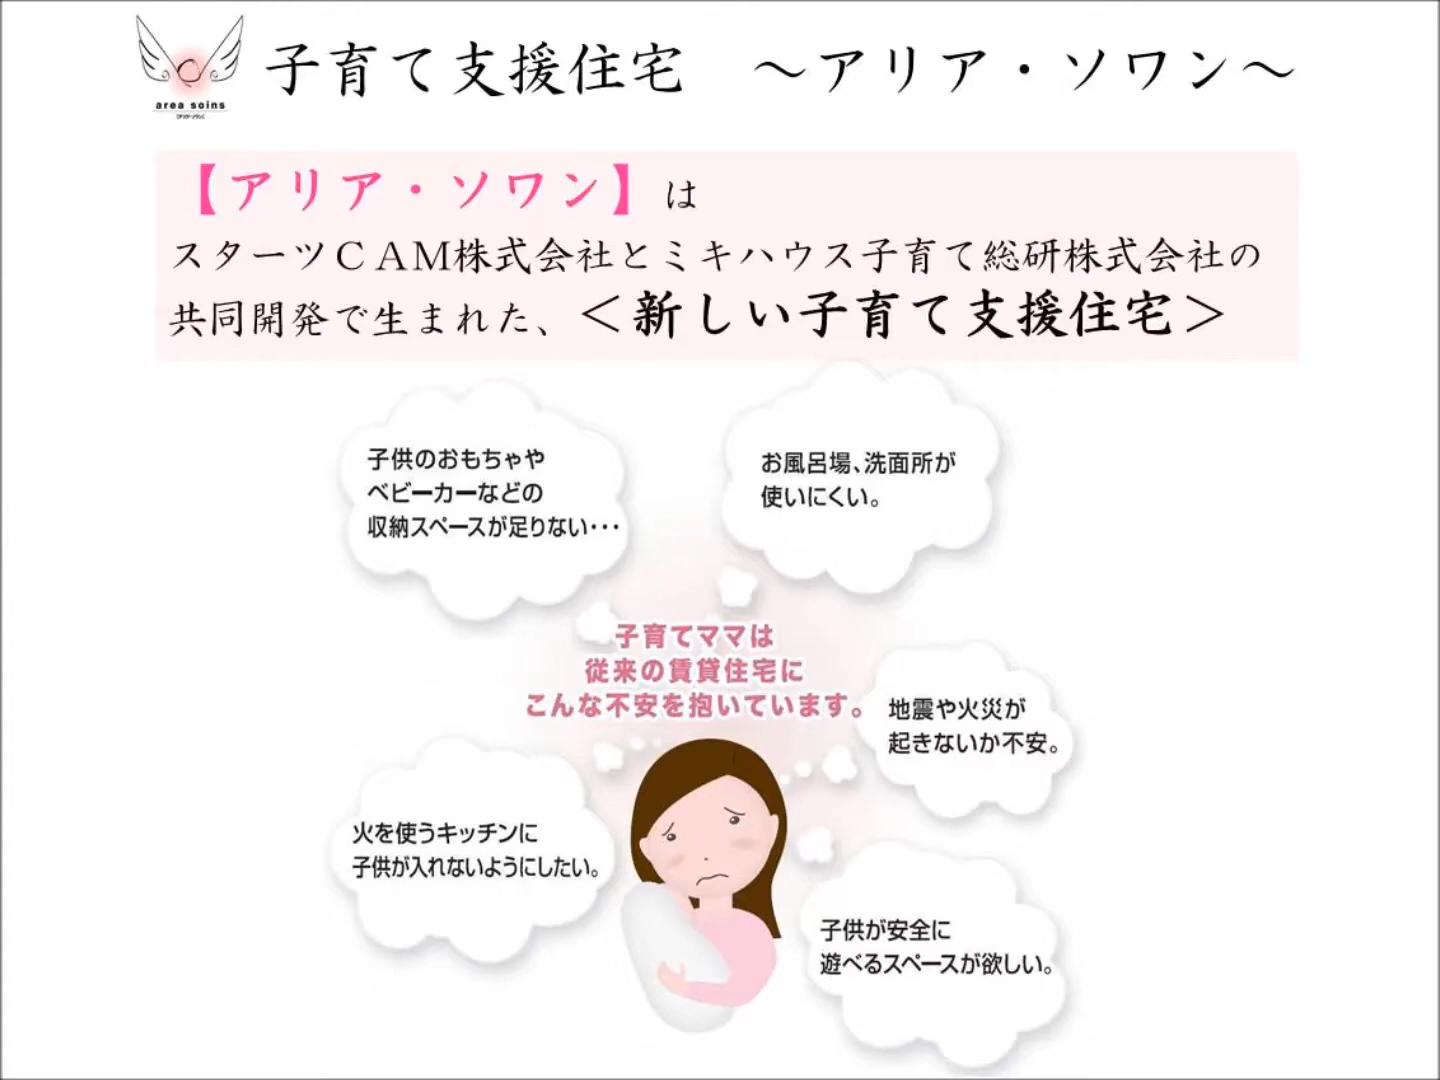 area soins
(アリア・ソワン)
子育て支援住宅　～アリア・ソワン～
【アリア・ソワン】は
スターツＣＡＭ株式会社とミキハウス子育て総研株式会社の
共同開発で生まれた、＜新しい子育て支援住宅＞
子供のおもちゃや
ベビーカーなどの
収納スペースが足りない・・・
お風呂場、洗面所が
使いにくい。
子育てママは
従来の賃貸住宅に
こんな不安を抱いています。
地震や火災が
起きないか不安。
火を使うキッチンに
子供が入れないようにしたい。
子供が安全に
遊べるスペースが欲しい。